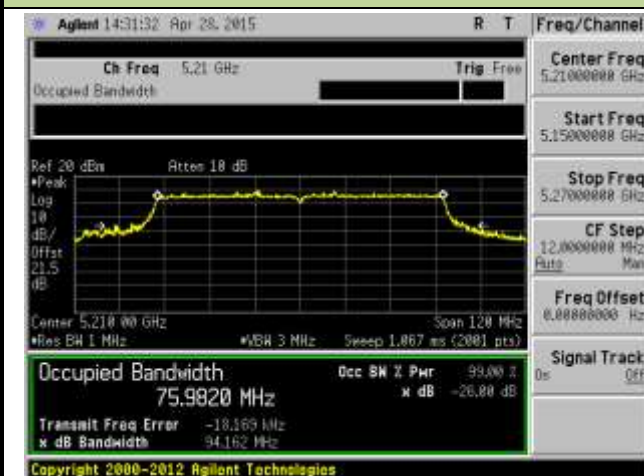 Agilent 14:31:32 Apr 28, 2015 R T
Freq/Channel
Ch Freq 5.21 GHz Trig Free
Occupied Bandwidth
Center Freq
5.21000000 GHz
Start Freq
5.15000000 GHz
Stop Freq
5.27000000 GHz
CF Step
12.0000000 MHz
Auto Man
Freq Offset
0.00000000 Hz
Signal Track
On Off
Ref 20 dBm Atten 10 dB
•Peak
Log
10
dB/
Offst
21.5
dB
Center 5.210 00 GHz Span 120 MHz
•Res BW 1 MHz •VBW 3 MHz Sweep 1.067 ms (2001 pts)
Occupied Bandwidth Occ BW % Pwr 99.00 %
75.9820 MHz x dB -26.00 dB
Transmit Freq Error -18.169 kHz
x dB Bandwidth 94.162 MHz
Copyright 2000-2012 Agilent Technologies